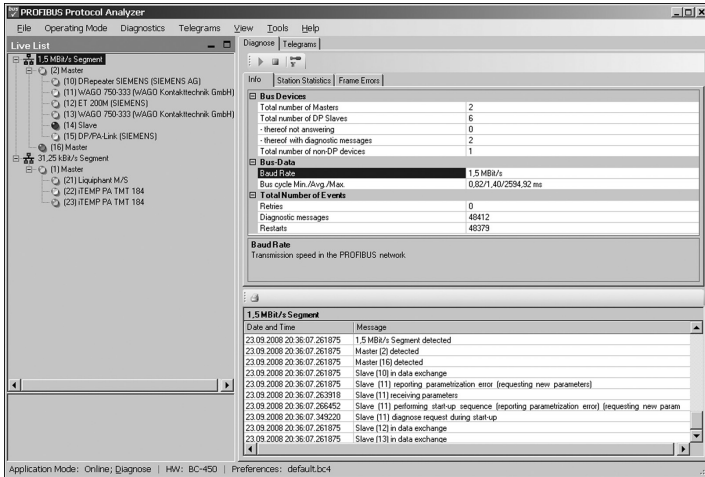 PROFIBUS Protocol Analyzer
File Operating Mode Diagnostics Telegrams View Tools Help
Live List
1,5 MBit/s Segment
(2) Master
(10) DRepeater SIEMENS (SIEMENS AG)
(11) WAGO 750-333 (WAGO Kontakttechnik GmbH)
(12) ET 200M (SIEMENS)
(13) WAGO 750-333 (WAGO Kontakttechnik GmbH)
(14) Slave
(15) DP/PA-Link (SIEMENS)
(16) Master
31,25 kBit/s Segment
(1) Master
(21) Liquiphant M/S
(22) iTEMP PA TMT 184
(23) iTEMP PA TMT 184
Diagnose Telegrams
Info Station Statistics Frame Errors
Bus Devices
Total number of Masters 2
Total number of DP Slaves 6
- thereof not answering 0
- thereof with diagnostic messages 2
Total number of non-DP devices 1
Bus-Data
Baud Rate 1,5 MBit/s
Bus cycle Min./Avg./Max. 0,82/1,40/2594,92 ms
Total Number of Events
Retries 0
Diagnostic messages 48412
Restarts 48379
Baud Rate
Transmission speed in the PROFIBUS network
1,5 MBit/s Segment
Date and Time Message
23.09.2008 20:36:07.261875 1,5 MBit/s Segment detected
23.09.2008 20:36:07.261875 Master (2) detected
23.09.2008 20:36:07.261875 Master (16) detected
23.09.2008 20:36:07.261875 Slave (10) in data exchange
23.09.2008 20:36:07.261875 Slave (11) reporting parametrization error (requesting new parameters)
23.09.2008 20:36:07.263918 Slave (11) receiving parameters
23.09.2008 20:36:07.266452 Slave (11) performing start-up sequence (reporting parametrization error) (requesting new param
23.09.2008 20:36:07.349220 Slave (11) diagnose request during start-up
23.09.2008 20:36:07.261875 Slave (12) in data exchange
23.09.2008 20:36:07.261875 Slave (13) in data exchange
Application Mode: Online; Diagnose | HW: BC-450 | Preferences: default.bc4